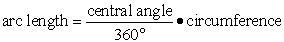 arc length = central angle / 360° • circumference